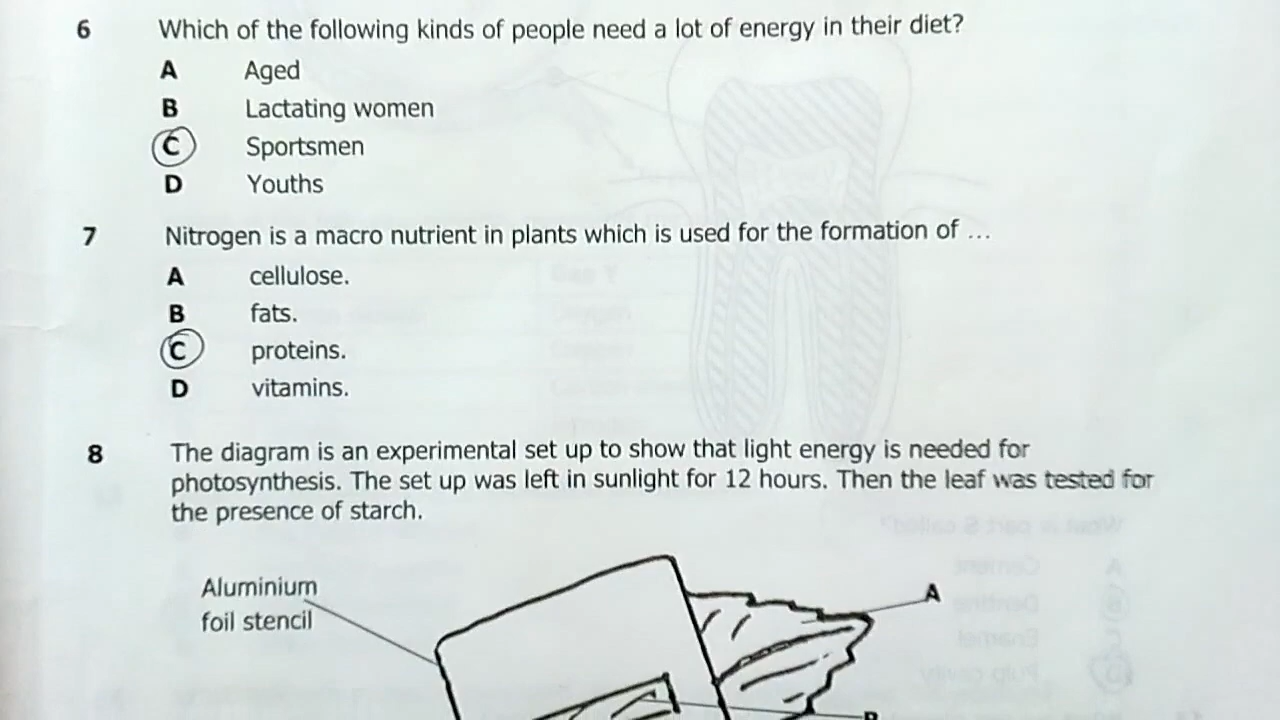 6 Which of the following kinds of people need a lot of energy in their diet?
A Aged
B Lactating women
C Sportsmen
D Youths
7 Nitrogen is a macro nutrient in plants which is used for the formation of ...
A cellulose.
B fats.
C proteins.
D vitamins.
8 The diagram is an experimental set up to show that light energy is needed for
photosynthesis. The set up was left in sunlight for 12 hours. Then the leaf was tested for
the presence of starch.
Aluminium
foil stencil
A